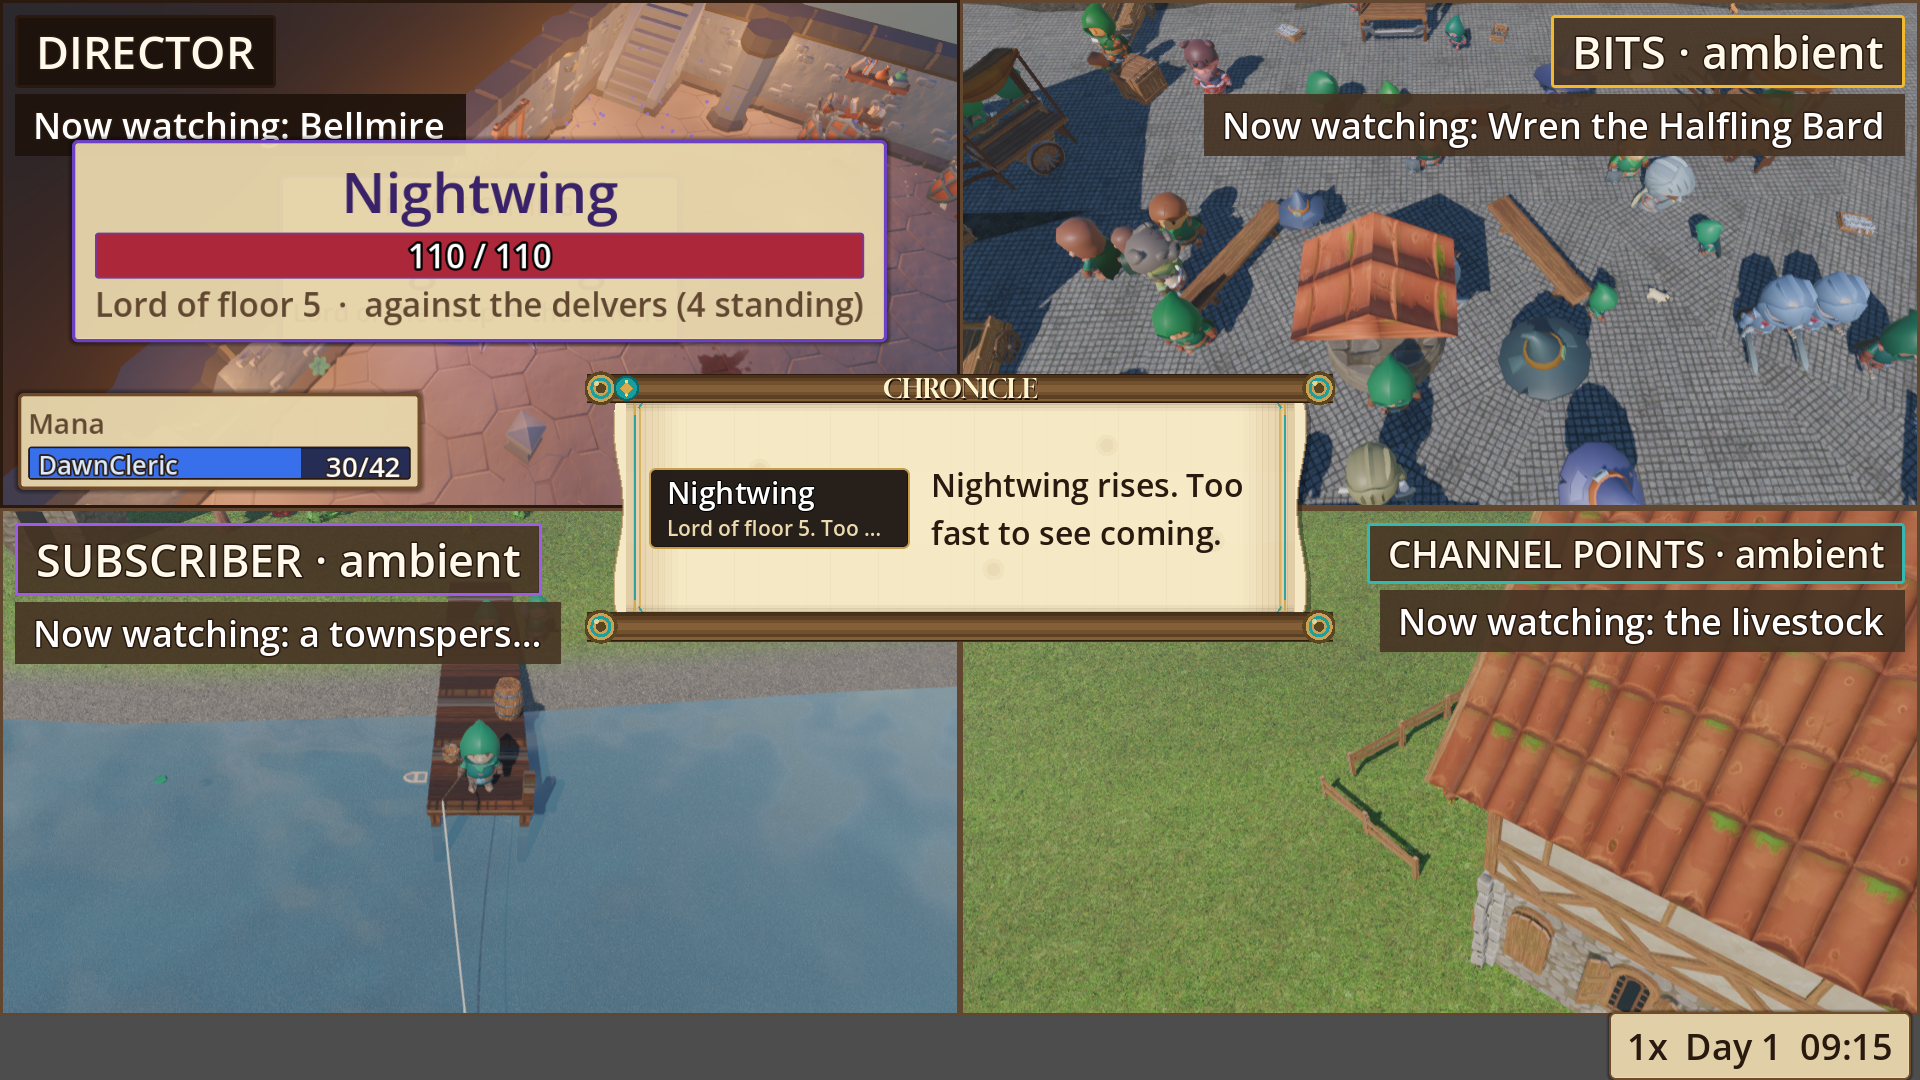 DIRECTOR
Now watching: Bellmire
Nightwing
110 / 110
Lord of floor 5 · against the delvers (4 standing)
Mana
DawnCleric 30/42
BITS · ambient
Now watching: Wren the Halfling Bard
CHRONICLE
Nightwing
Lord of floor 5. Too ...
Nightwing rises. Too
fast to see coming.
SUBSCRIBER · ambient
Now watching: a townspers...
CHANNEL POINTS · ambient
Now watching: the livestock
1x Day 1 09:15